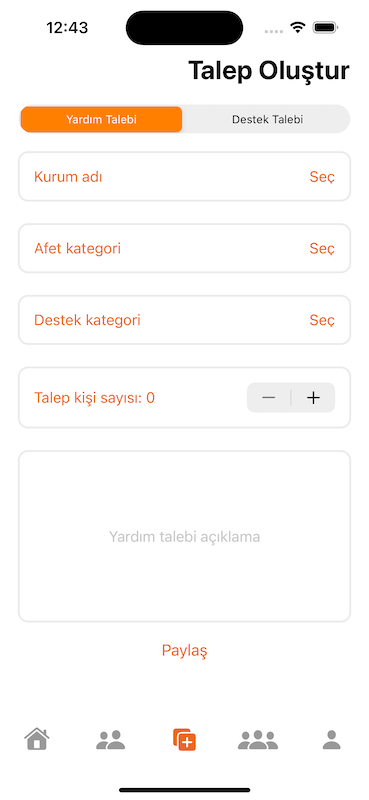 12:43
Talep Oluştur
Yardım Talebi Destek Talebi
Kurum adı Seç
Afet kategori Seç
Destek kategori Seç
Talep kişi sayısı: 0
Yardım talebi açıklama
Paylaş